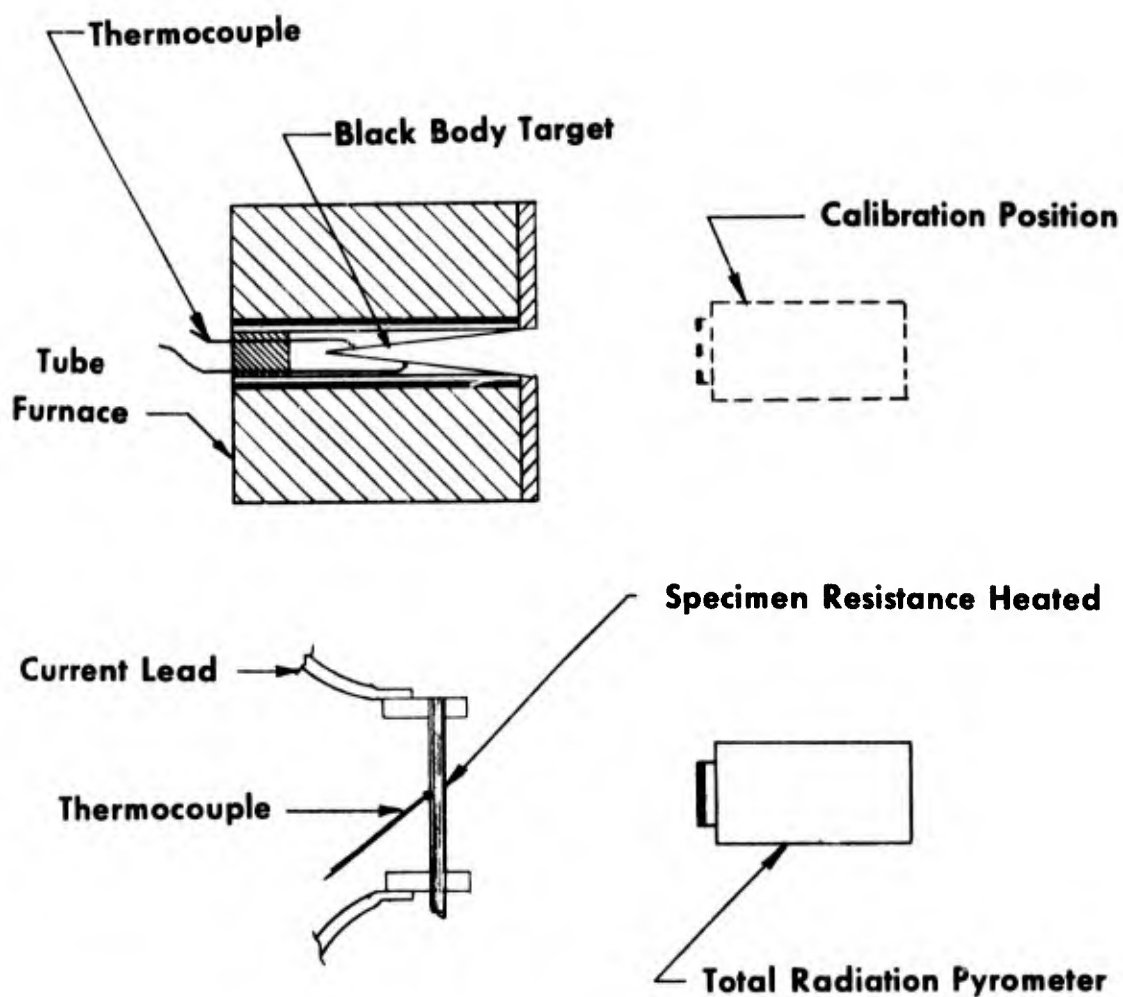 Thermocouple
Black Body Target
Calibration Position
Tube
Furnace
Specimen Resistance Heated
Current Lead
Thermocouple
Total Radiation Pyrometer